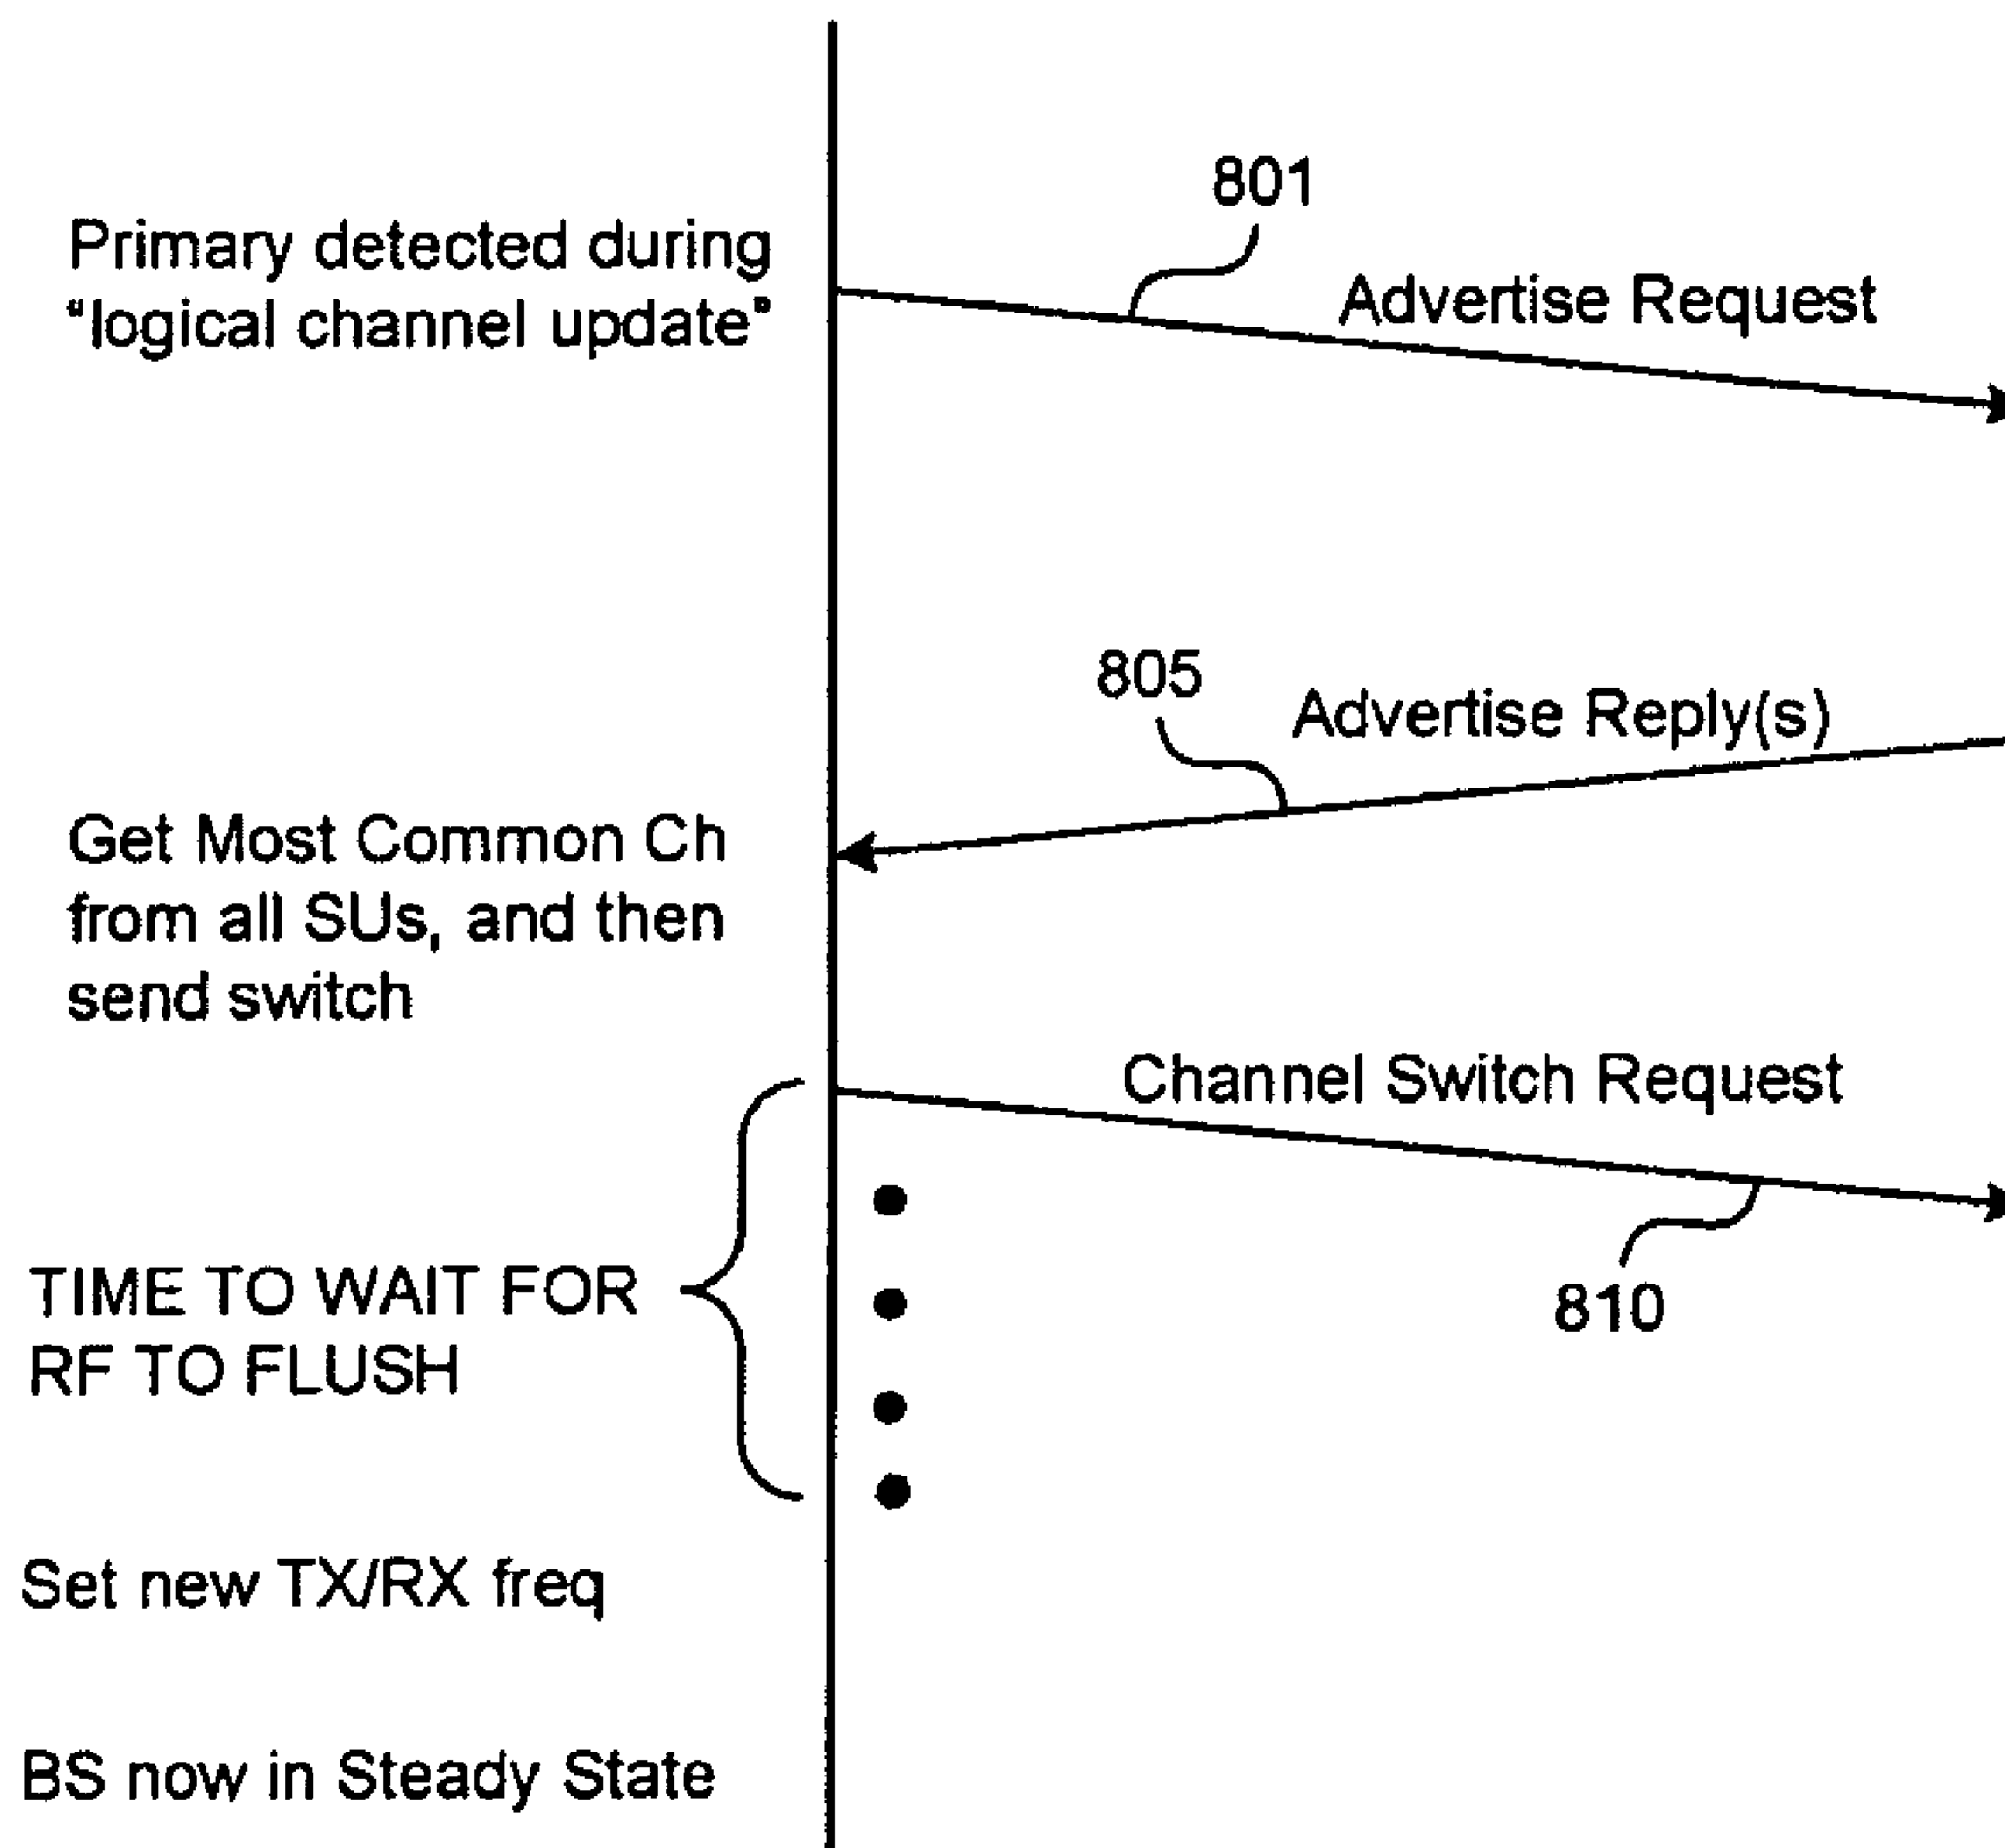 801
Primary detected during
"logical channel update"
Advertise Request
805
Advertise Reply(s)
Get Most Common Ch
from all SUs, and then
send switch
Channel Switch Request
TIME TO WAIT FOR
RF TO FLUSH
810
Set new TX/RX freq
BS now in Steady State